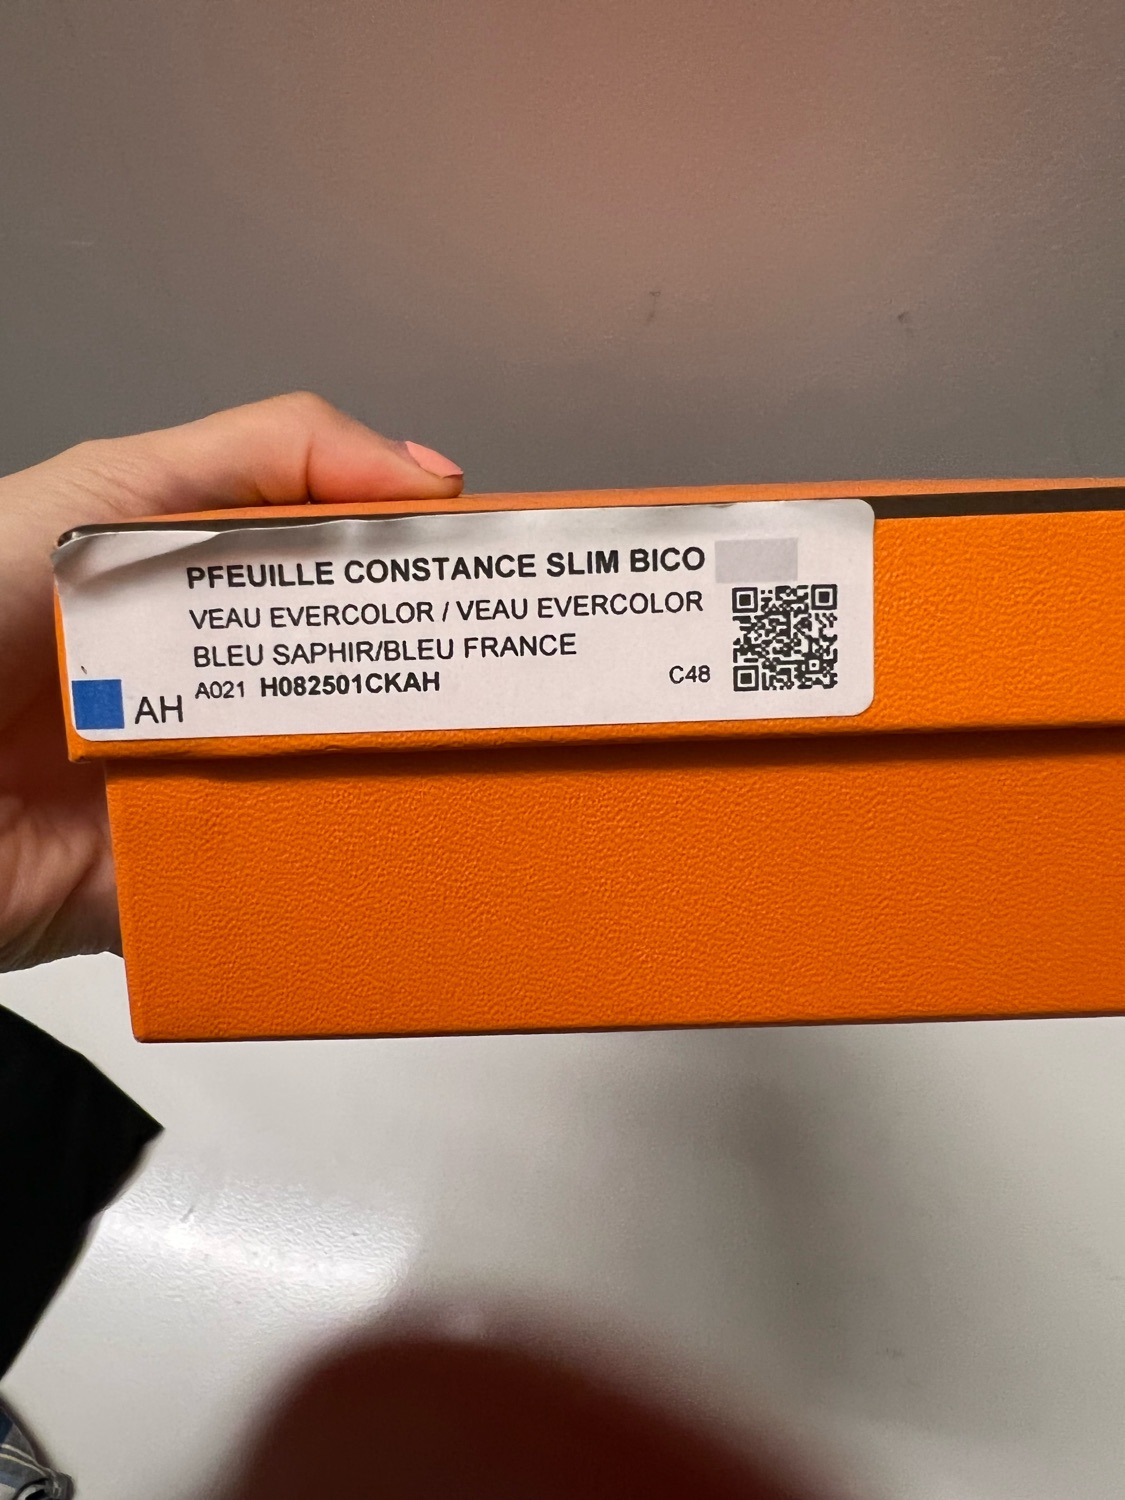 PFEUILLE CONSTANCE SLIM BICO
VEAU EVERCOLOR / VEAU EVERCOLOR
BLEU SAPHIR/BLEU FRANCE
A021 H082501CKAH
C48
AH